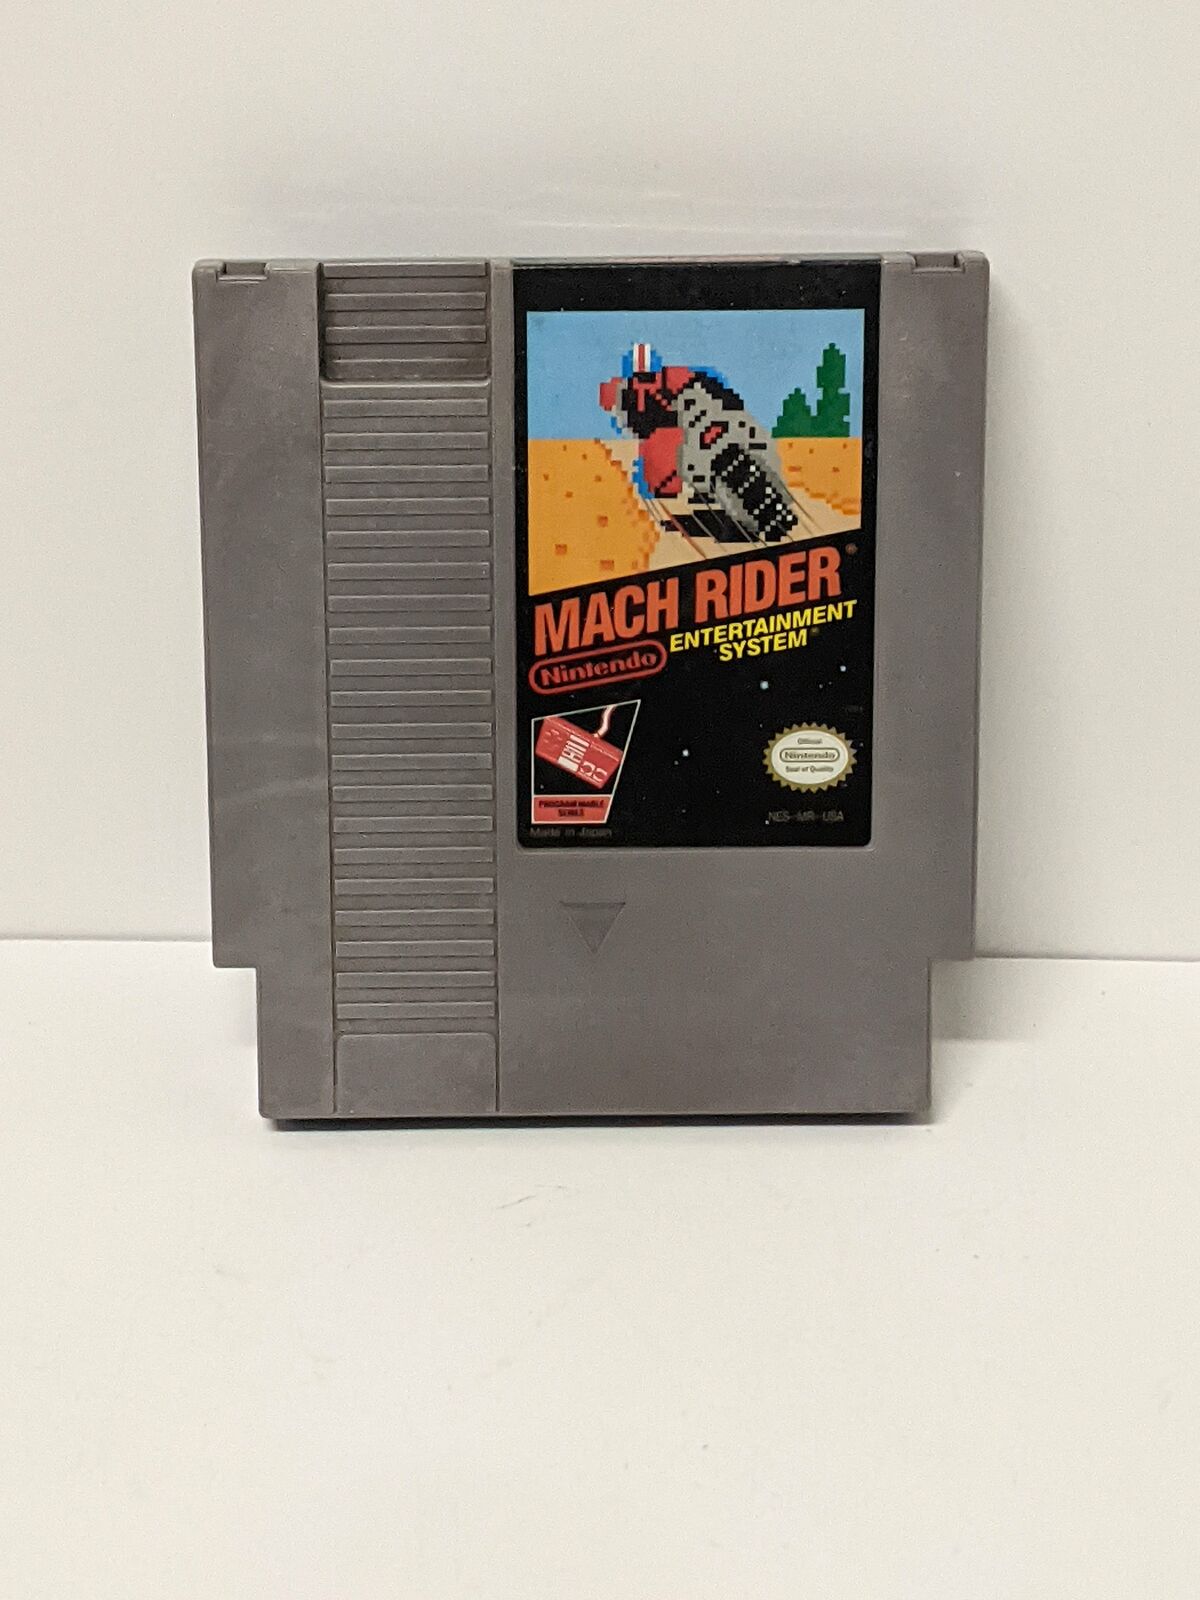 MACH RIDER®
Nintendo
ENTERTAINMENT
SYSTEM
Official
Nintendo
Seal of Quality
PROGRAMMABLE
SERIES
Made in Japan
NES-MR-USA